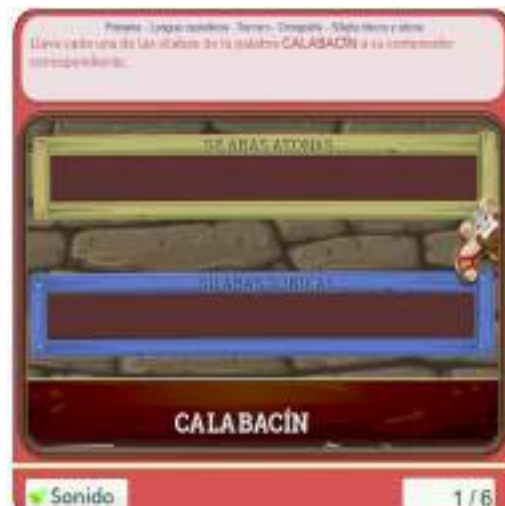 Primaria - Lengua castellana - Tercero - Ortografía - Sílaba tónica y átona
Lleva cada una de las sílabas de la palabra CALABACÍN a su contenedor
correspondiente.
SÍLABAS ÁTONAS
SÍLABAS TÓNICAS
CALABACÍN
Sonido
1 / 6